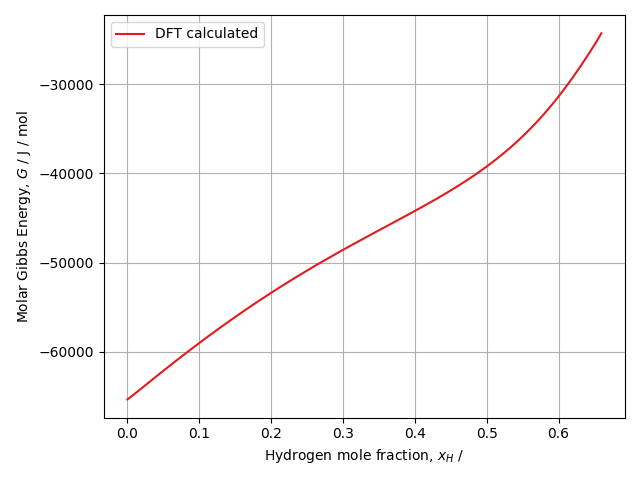 DFT calculated
Molar Gibbs Energy, G / J / mol
−30000
−40000
−50000
−60000
0.0 0.1 0.2 0.3 0.4 0.5 0.6
Hydrogen mole fraction, x_H /